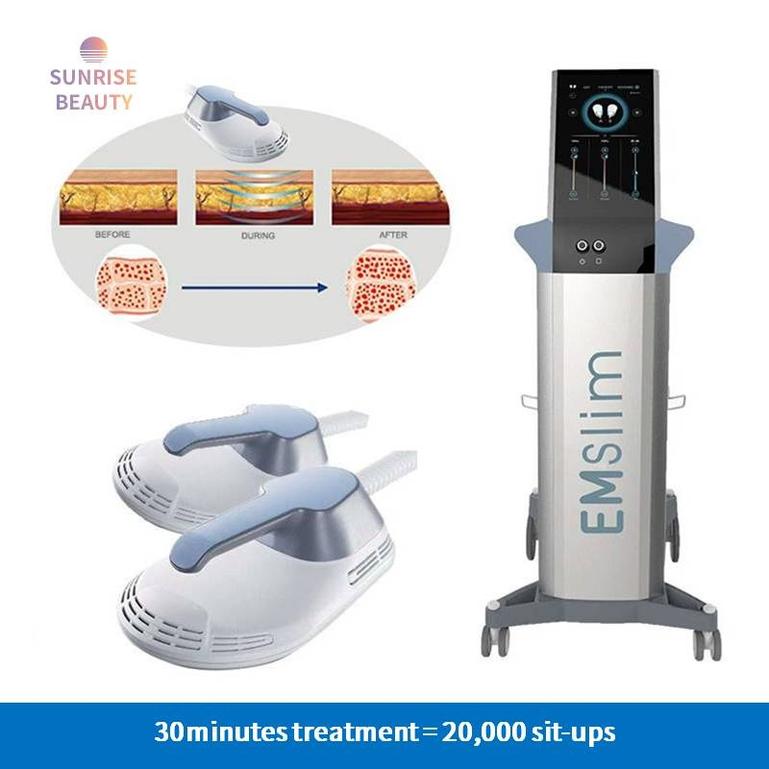 SUNRISE
BEAUTY
BEFORE
DURING
AFTER
EMslim
30minutes treatment = 20,000 sit-ups